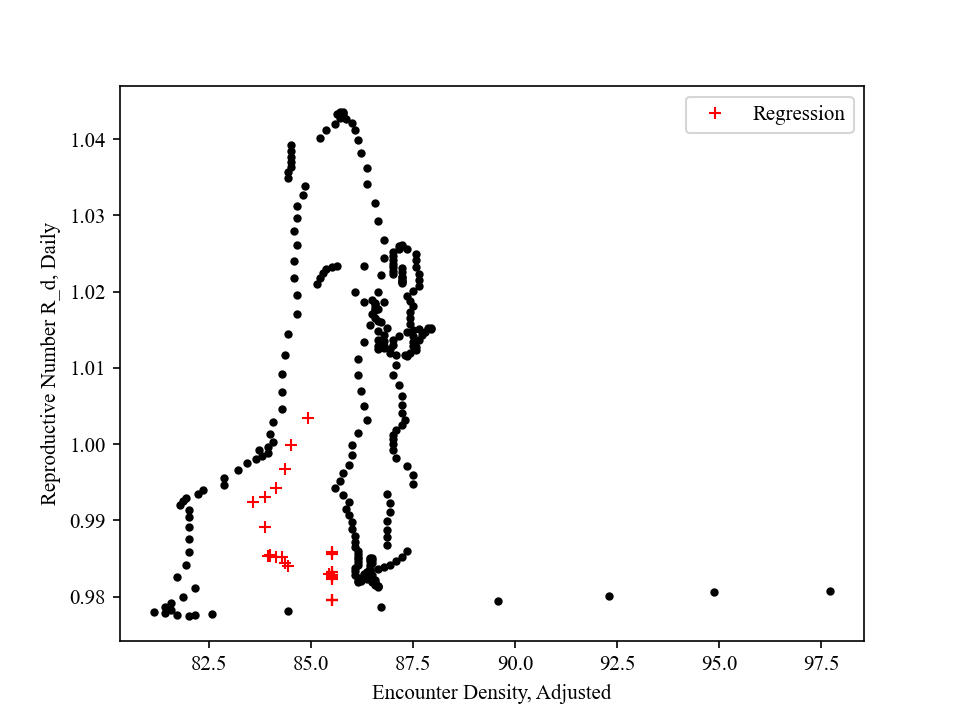 Regression
1.04
1.03
1.02
1.01
1.00
0.99
0.98
Reproductive Number R_d, Daily
82.5 85.0 87.5 90.0 92.5 95.0 97.5
Encounter Density, Adjusted